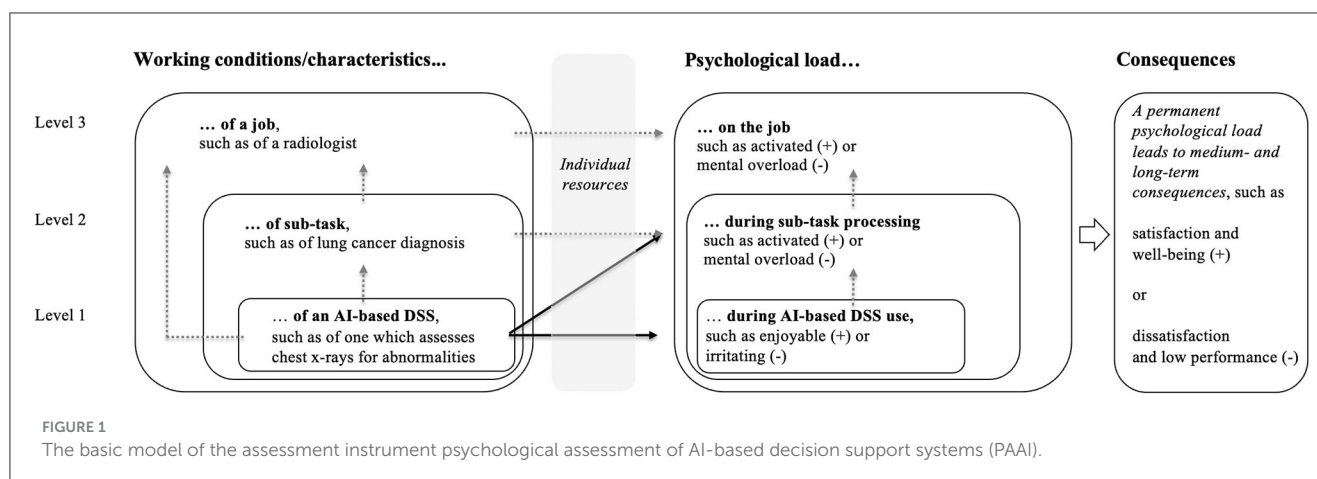 Working conditions/characteristics...
Psychological load…
Consequences
Level 3
… of a job,
such as of a radiologist
Individual
resources
… on the job
such as activated (+) or
mental overload (-)
Level 2
… of sub-task,
such as of lung cancer diagnosis
… during sub-task processing
such as activated (+) or
mental overload (-)
Level 1
… of an AI-based DSS,
such as of one which assesses
chest x-rays for abnormalities
… during AI-based DSS use,
such as enjoyable (+) or
irritating (-)
A permanent
psychological load
leads to medium- and
long-term
consequences, such as
satisfaction and
well-being (+)
or
dissatisfaction
and low performance (-)
FIGURE 1
The basic model of the assessment instrument psychological assessment of AI-based decision support systems (PAAI).